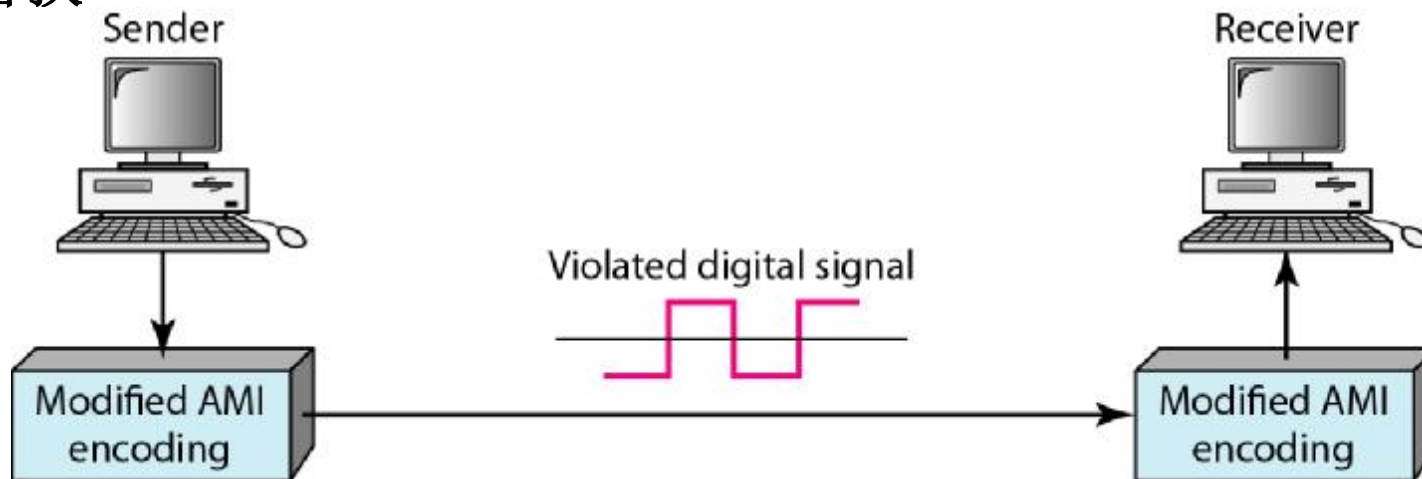 Sender
Receiver
Violated digital signal
Modified AMI
encoding
Modified AMI
encoding